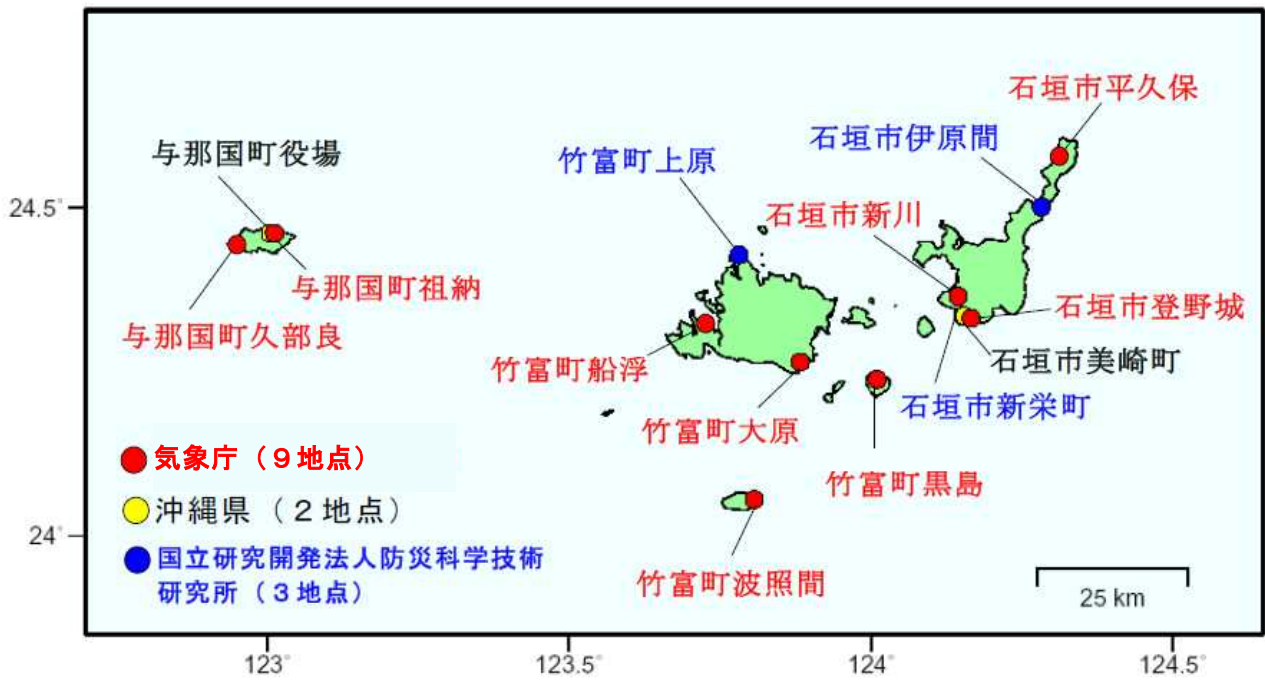 石垣市平久保
石垣市伊原間
与那国町役場
竹富町上原
24.5°
石垣市新川
与那国町祖納
石垣市登野城
与那国町久部良
竹富町船浮
石垣市美崎町
石垣市新栄町
竹富町大原
気象庁（9地点）
竹富町黒島
沖縄県（２地点）
24°
国立研究開発法人防災科学技術
研究所（３地点）
竹富町波照間
25 km
123°
123.5°
124°
124.5°